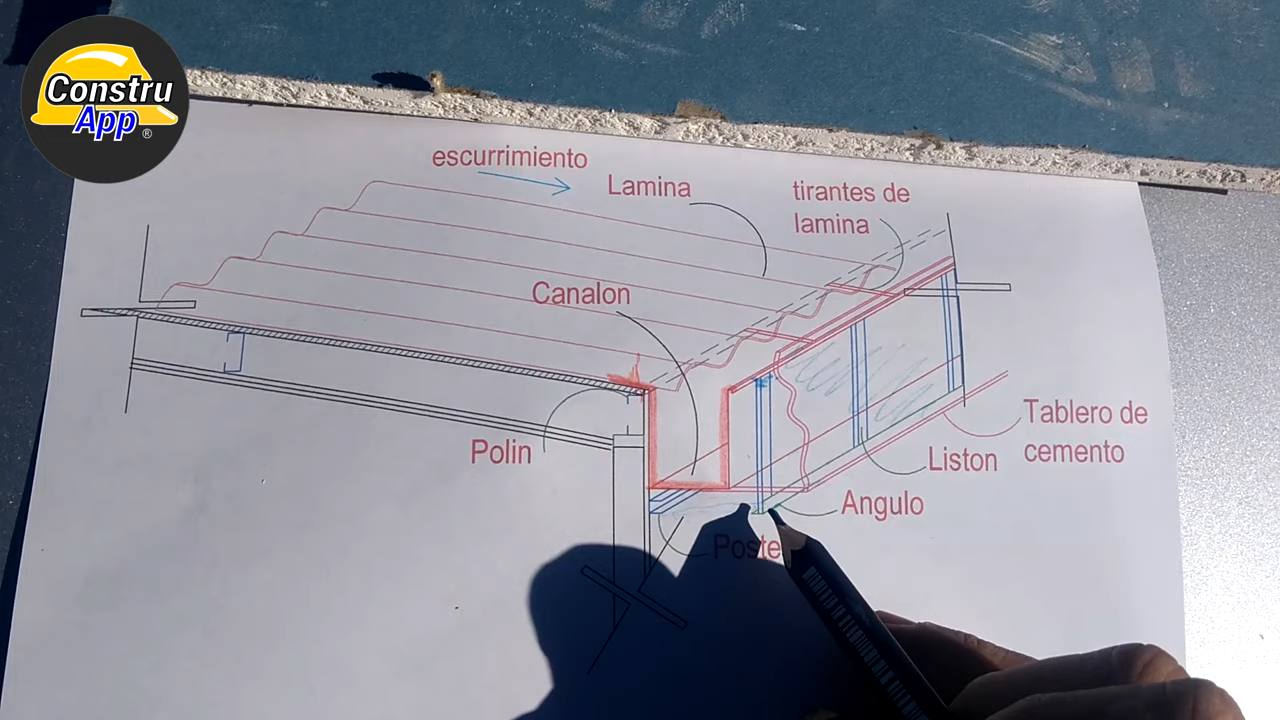 Constru
App®
escurrimiento
Lamina
tirantes de
lamina
Canalon
Polin
Tablero de
cemento
Liston
Angulo
Poste